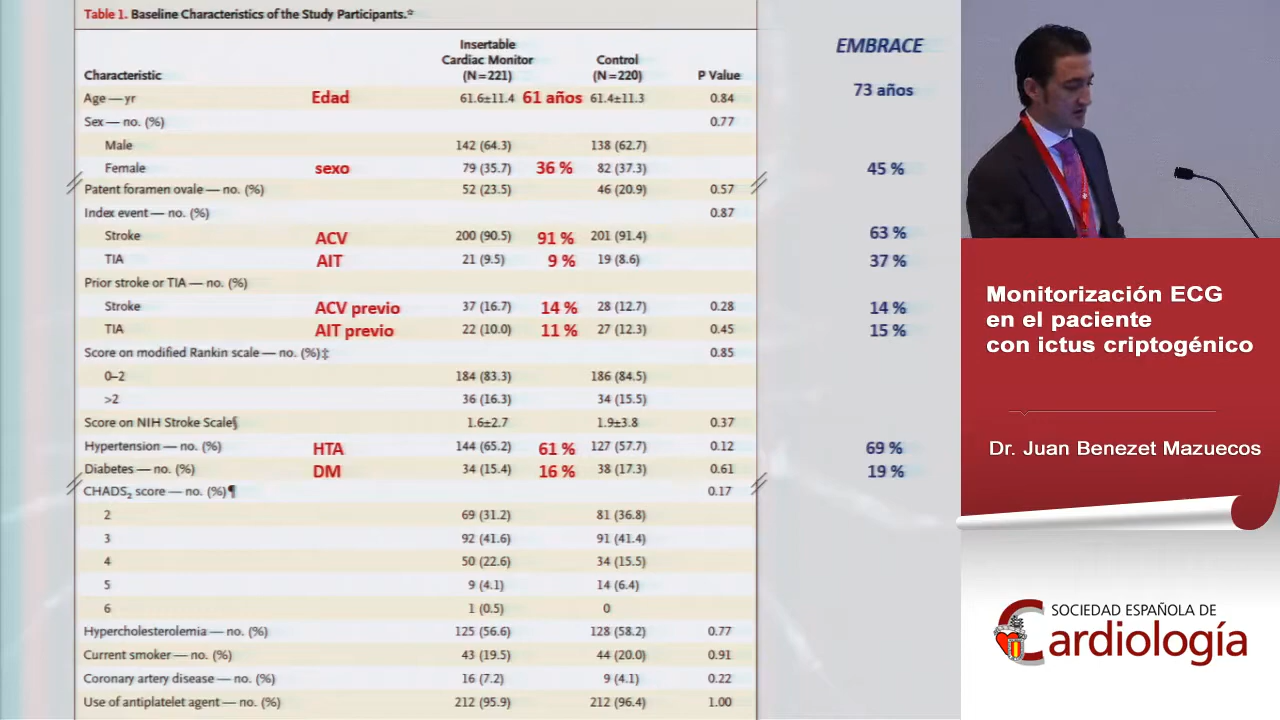 Table 1. Baseline Characteristics of the Study Participants.*
EMBRACE
Characteristic Insertable Cardiac Monitor (N=221) Control (N=220) P Value
Age — yr Edad 61.6±11.4 61 años 61.4±11.3 0.84 73 años
Sex — no. (%) 0.77
Male 142 (64.3) 138 (62.7)
Female sexo 79 (35.7) 36 % 82 (37.3) 45 %
Patent foramen ovale — no. (%) 52 (23.5) 46 (20.9) 0.57
Index event — no. (%) 0.87
Stroke ACV 200 (90.5) 91 % 201 (91.4) 63 %
TIA AIT 21 (9.5) 9 % 19 (8.6) 37 %
Prior stroke or TIA — no. (%)
Stroke ACV previo 37 (16.7) 14 % 28 (12.7) 0.28 14 %
TIA AIT previo 22 (10.0) 11 % 27 (12.3) 0.45 15 %
Score on modified Rankin scale — no. (%)‡ 0.85
0–2 184 (83.3) 186 (84.5)
>2 36 (16.3) 34 (15.5)
Score on NIH Stroke Scale§ 1.6±2.7 1.9±3.8 0.37
Hypertension — no. (%) HTA 144 (65.2) 61 % 127 (57.7) 0.12 69 %
Diabetes — no. (%) DM 34 (15.4) 16 % 38 (17.3) 0.61 19 %
CHADS₂ score — no. (%)¶ 0.17
2 69 (31.2) 81 (36.8)
3 92 (41.6) 91 (41.4)
4 50 (22.6) 34 (15.5)
5 9 (4.1) 14 (6.4)
6 1 (0.5) 0
Hypercholesterolemia — no. (%) 125 (56.6) 128 (58.2) 0.77
Current smoker — no. (%) 43 (19.5) 44 (20.0) 0.91
Coronary artery disease — no. (%) 16 (7.2) 9 (4.1) 0.22
Use of antiplatelet agent — no. (%) 212 (95.9) 212 (96.4) 1.00
Monitorización ECG
en el paciente
con ictus criptogénico
Dr. Juan Benezet Mazuecos
SOCIEDAD ESPAÑOLA DE
Cardiología